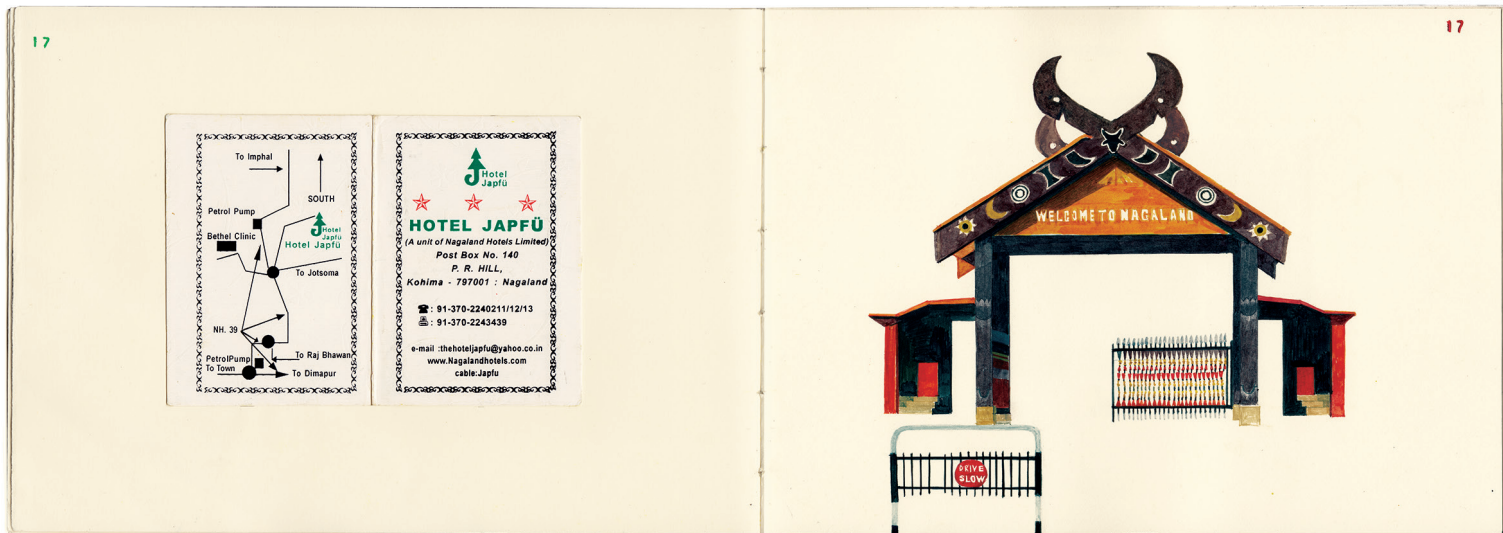 17
To Imphal
SOUTH
Petrol Pump
Hotel
Japfü
Bethel Clinic
Hotel Japfü
To Jotsoma
NH. 39
PetrolPump
To Raj Bhawan
To Town
To Dimapur
Hotel
Japfü
HOTEL JAPFÜ
(A unit of Nagaland Hotels Limited)
Post Box No. 140
P. R. HILL,
Kohima - 797001 : Nagaland
: 91-370-2240211/12/13
: 91-370-2243439
e-mail :thehoteljapfu@yahoo.co.in
www.Nagalandhotels.com
cable:Japfu
17
WELCOME TO NAGALAND
DRIVE
SLOW